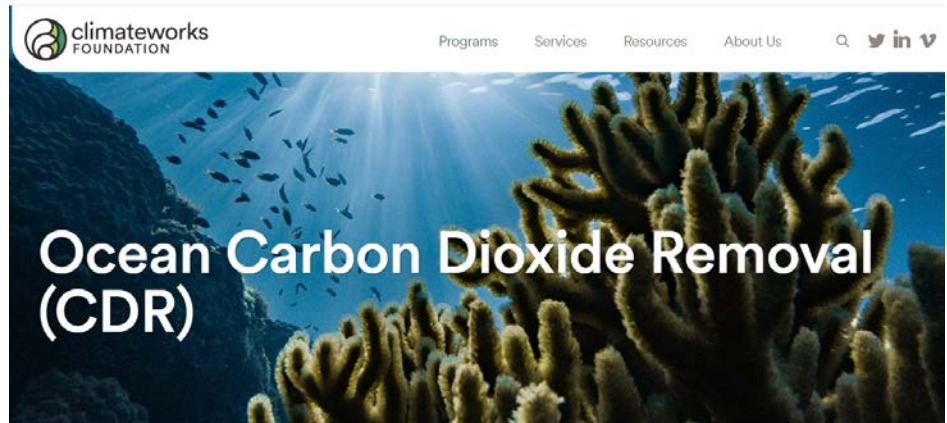 climateworks
FOUNDATION
Programs Services Resources About Us
Ocean Carbon Dioxide Removal
(CDR)